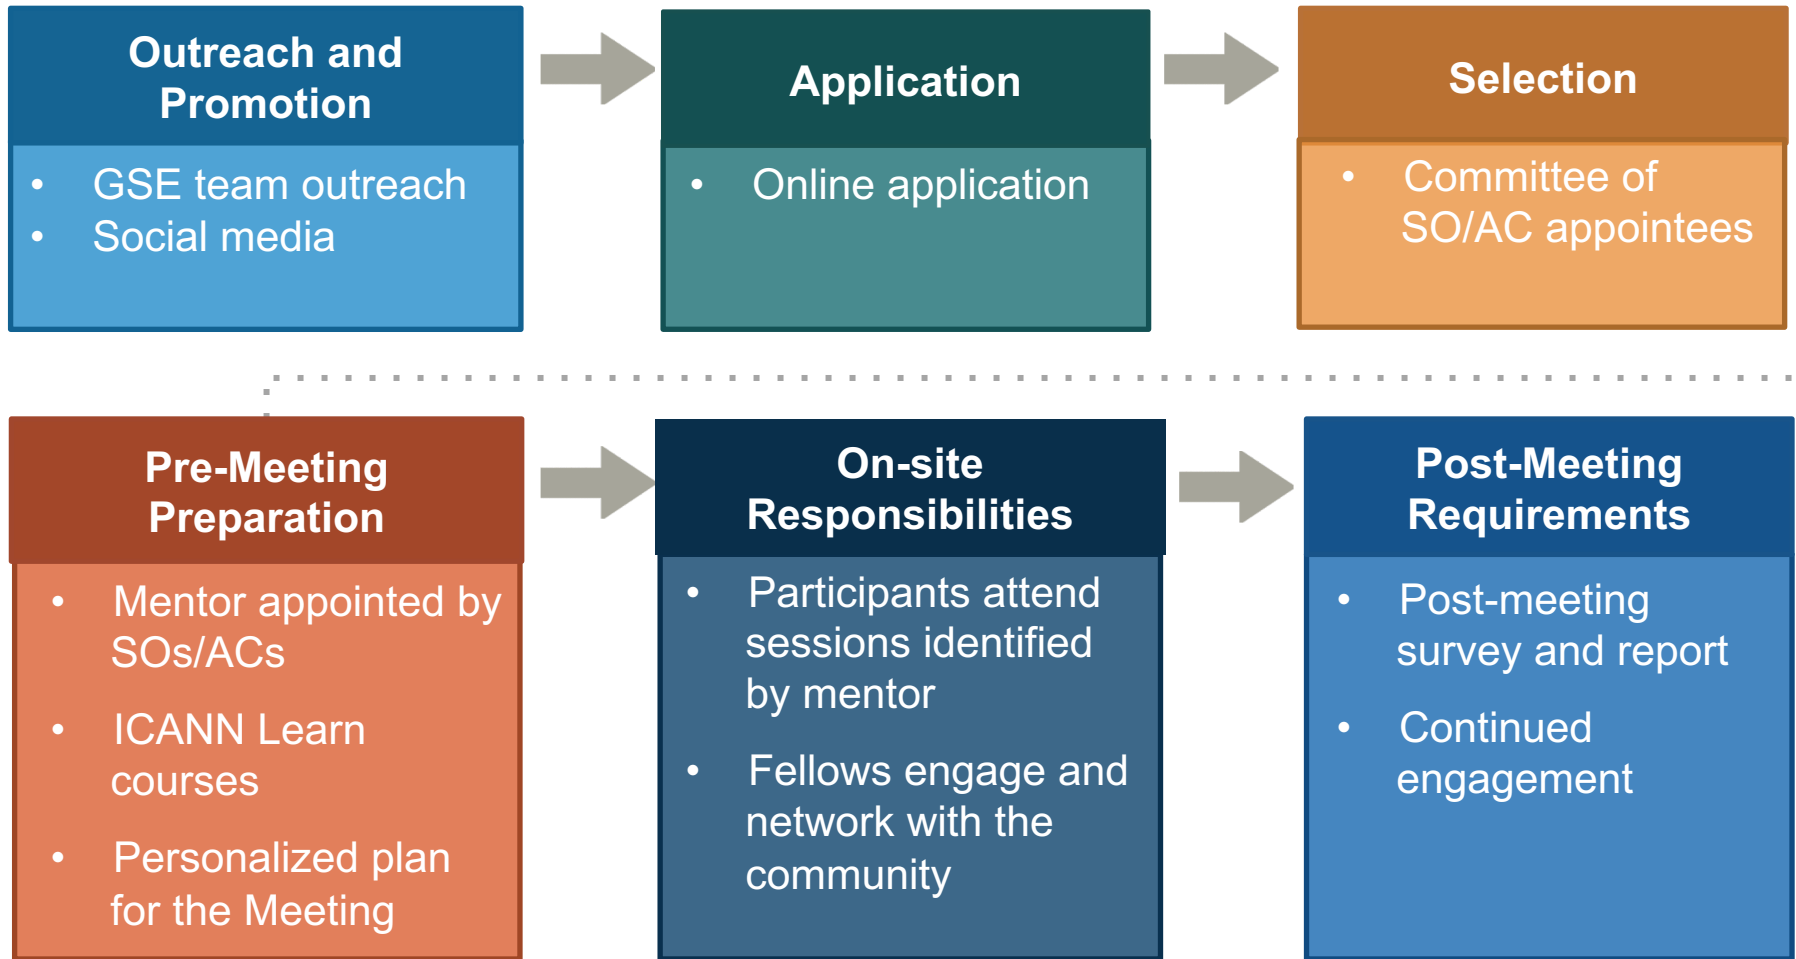 Outreach and
Promotion
• GSE team outreach
• Social media
Application
• Online application
Selection
• Committee of
SO/AC appointees
Pre-Meeting
Preparation
• Mentor appointed by
SOs/ACs
• ICANN Learn
courses
• Personalized plan
for the Meeting
On-site
Responsibilities
• Participants attend
sessions identified
by mentor
• Fellows engage and
network with the
community
Post-Meeting
Requirements
• Post-meeting
survey and report
• Continued
engagement